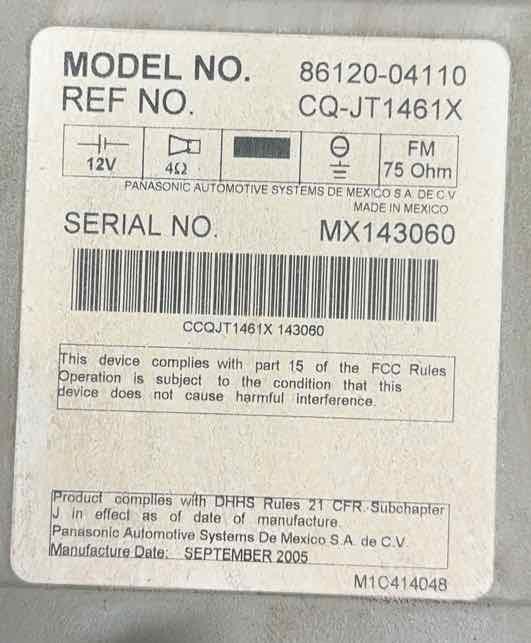 MODEL NO. 86120-04110
REF NO. CQ-JT1461X
12V
4Ω
FM
75 Ohm
PANASONIC AUTOMOTIVE SYSTEMS DE MEXICO S.A. DE C.V
MADE IN MEXICO
SERIAL NO. MX143060
CCQJT1461X 143060
This device complies with part 15 of the FCC Rules
Operation is subject to the condition that this
device does not cause harmful interference.
Product complies with DHHS Rules 21 CFR Subchapter
J in effect as of date of manufacture.
Panasonic Automotive Systems De Mexico S.A. de C.V.
Manufacture Date: SEPTEMBER 2005
M1C414048